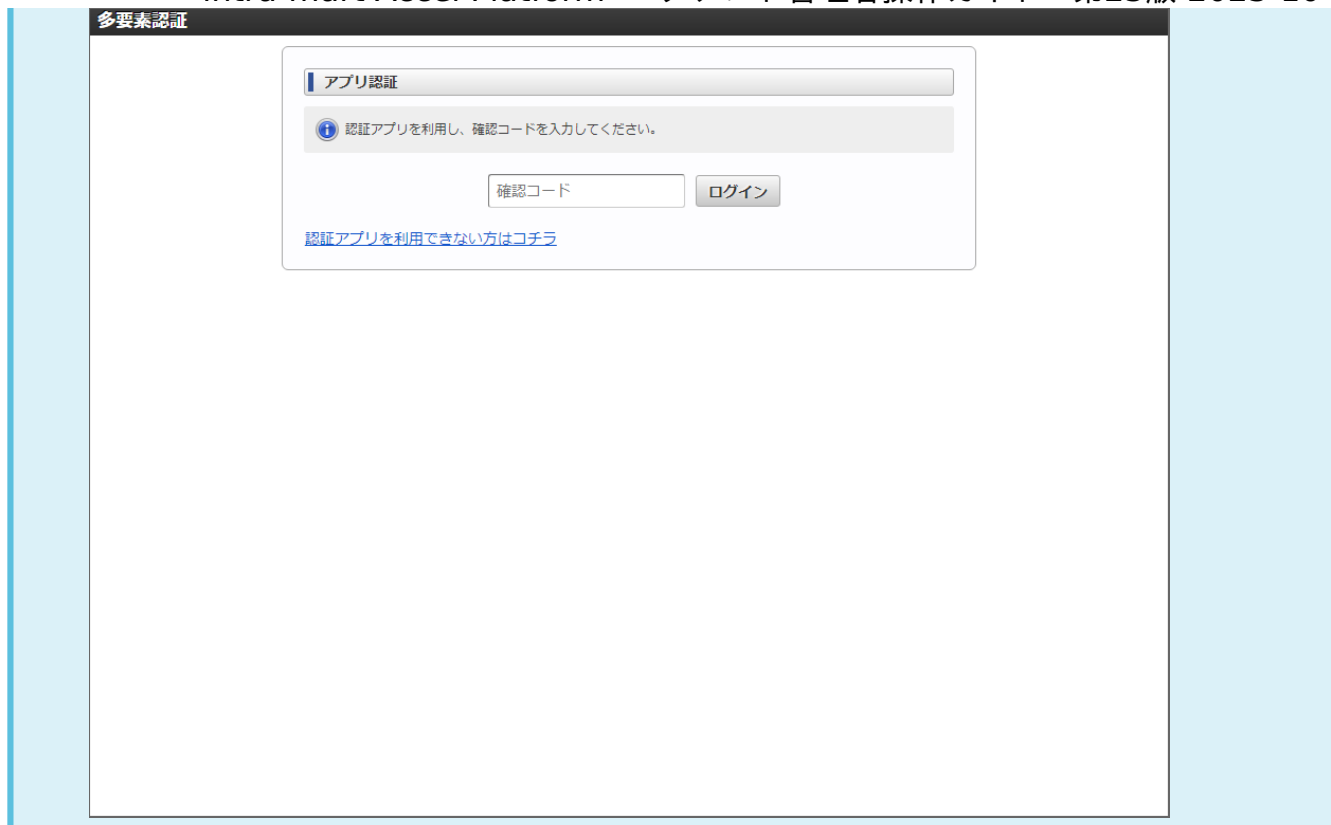 多要素認証
アプリ認証
認証アプリを利用し、確認コードを入力してください。
確認コード
ログイン
認証アプリを利用できない方はコチラ